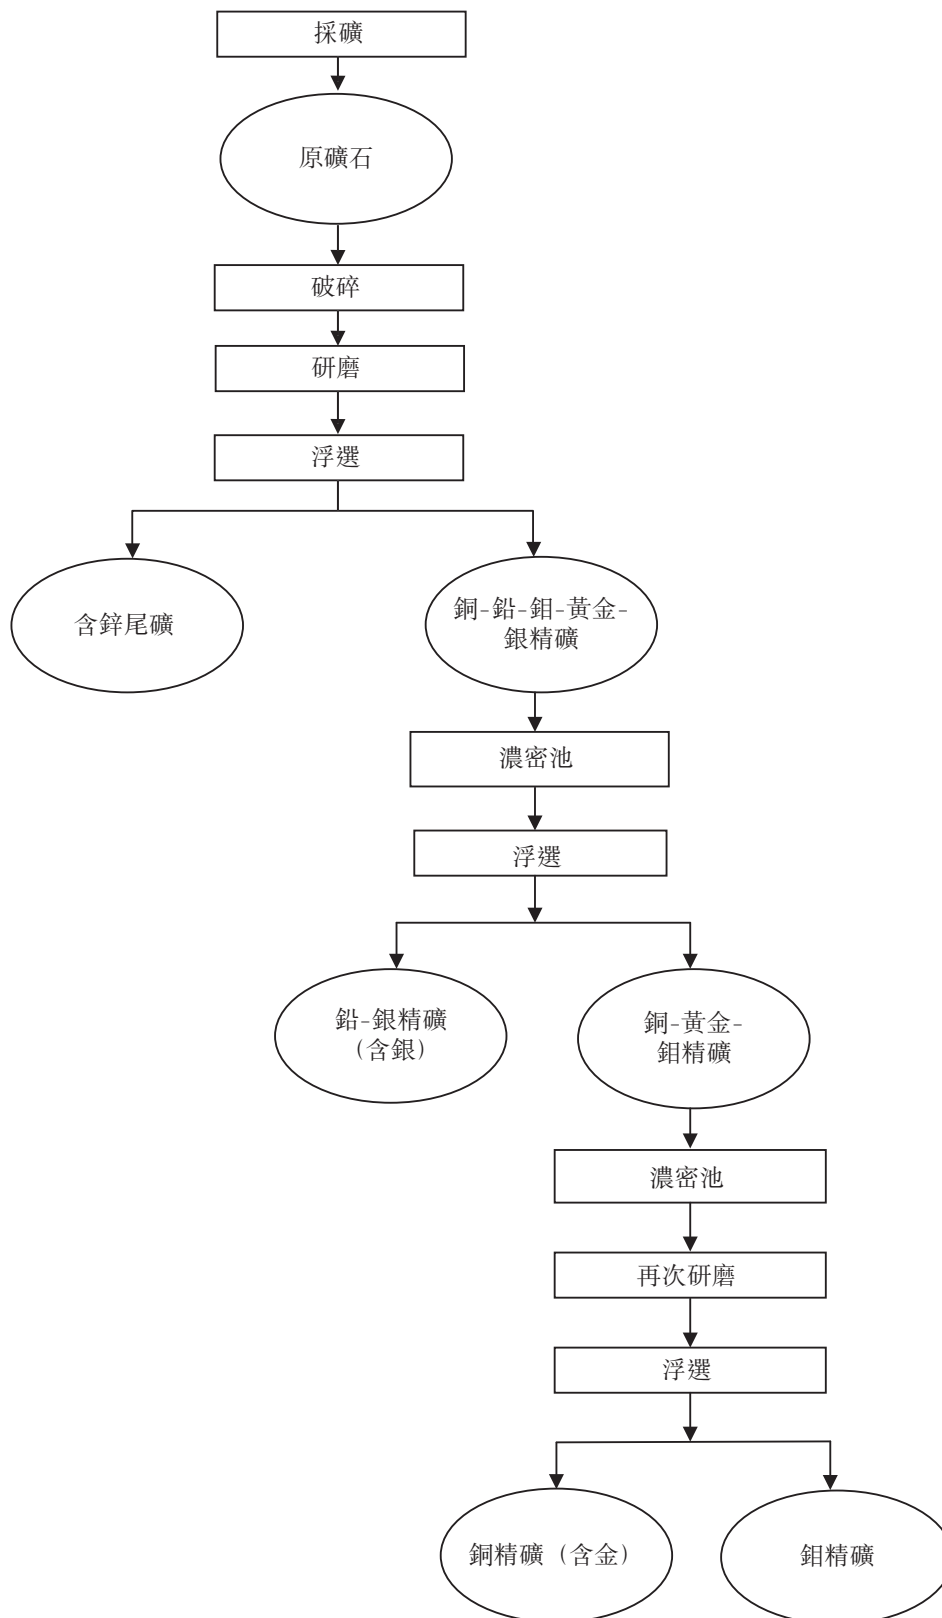 採礦
原礦石
破碎
研磨
浮選
含鋅尾礦
銅-鉛-鉬-黃金-
銀精礦
濃密池
浮選
鉛-銀精礦
(含銀)
銅-黃金-
鉬精礦
濃密池
再次研磨
浮選
銅精礦 (含金)
鉬精礦